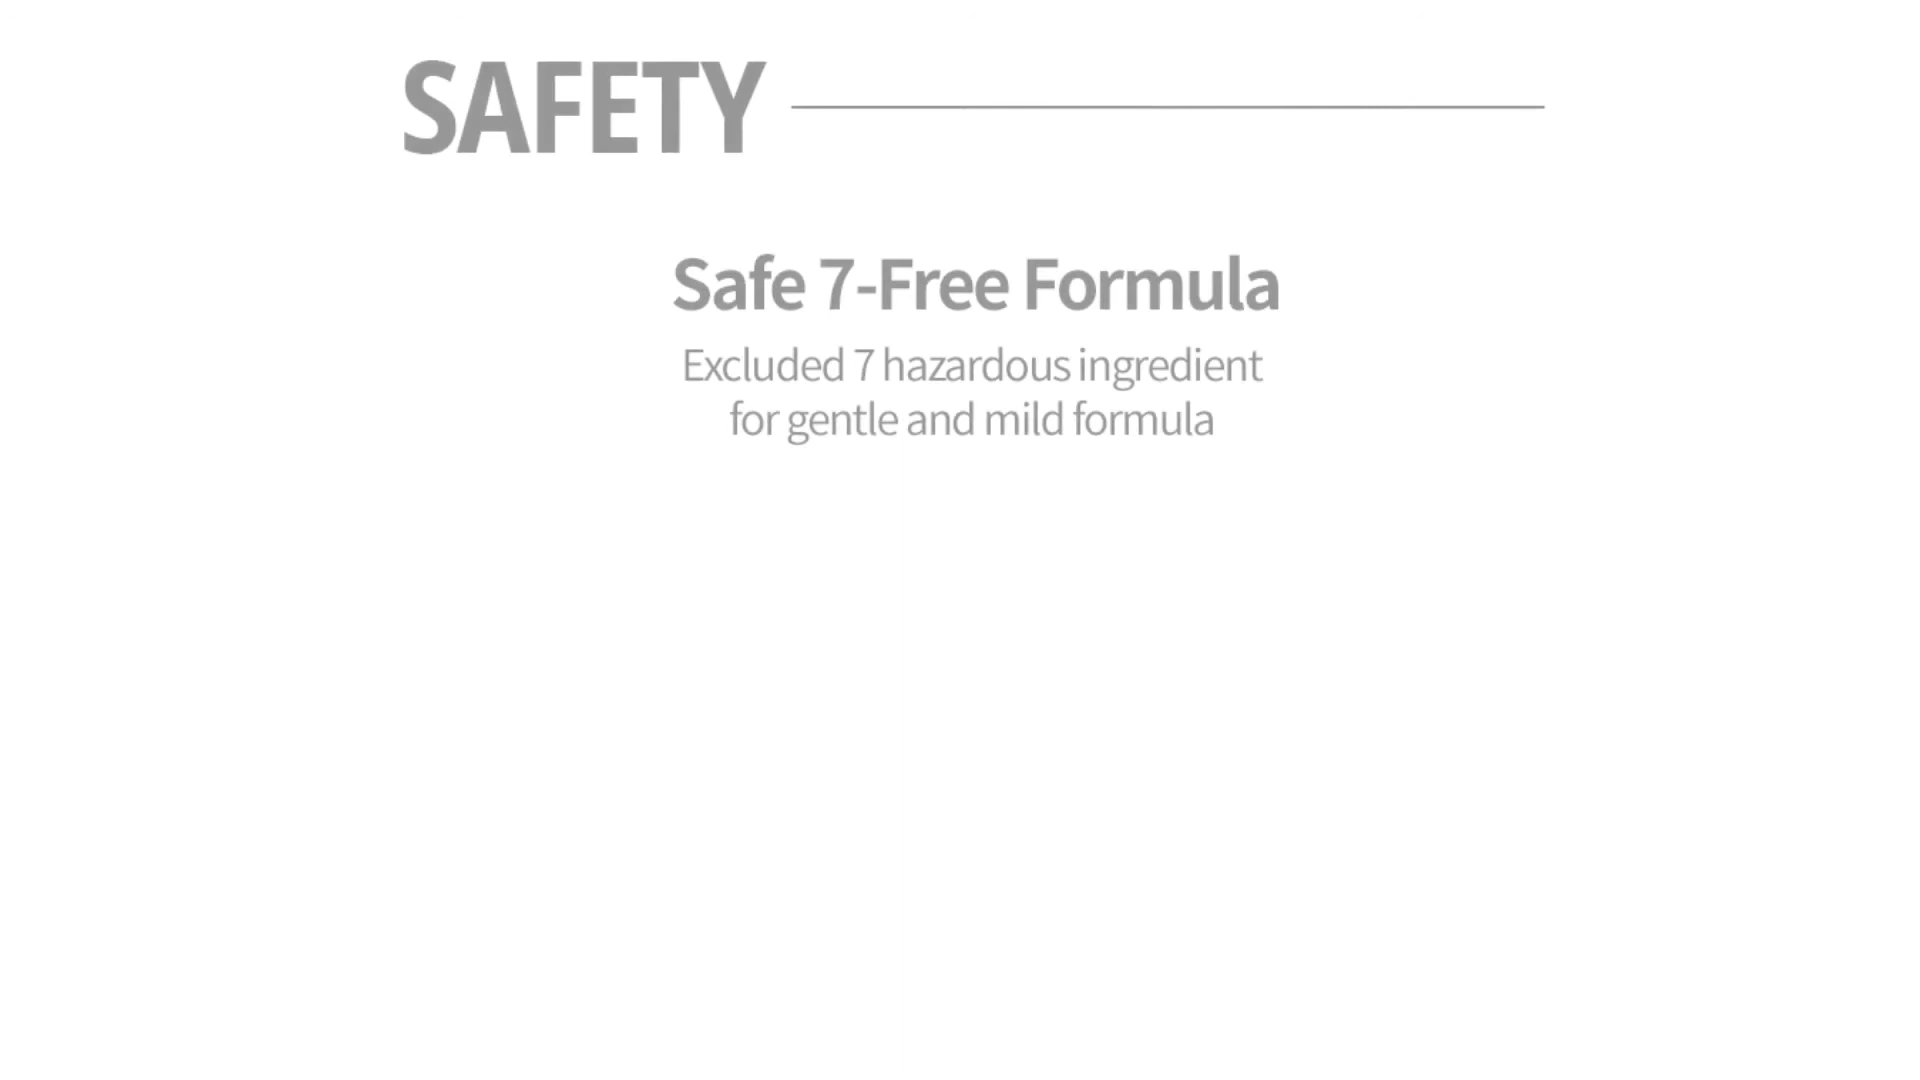 SAFETY
Safe 7-Free Formula
Excluded 7 hazardous ingredient
for gentle and mild formula